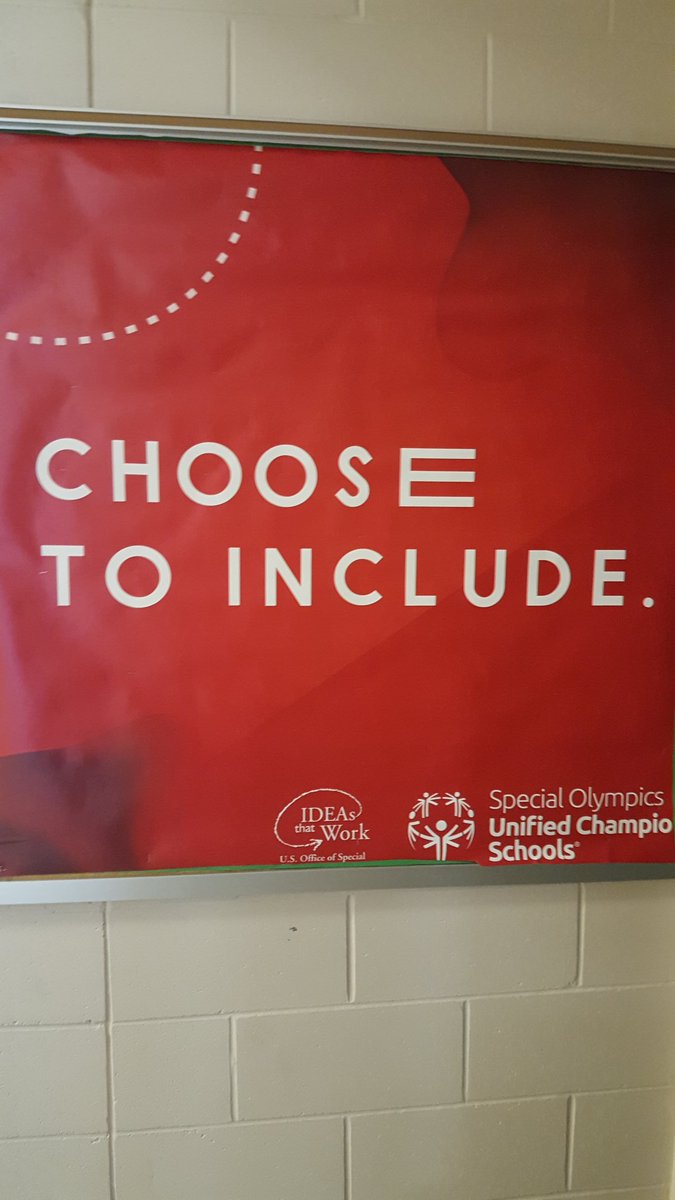 CHOOSE
TO INCLUDE.
IDEAs
that Work
U.S. Office of Special
Special Olympics
Unified Champio
Schools®